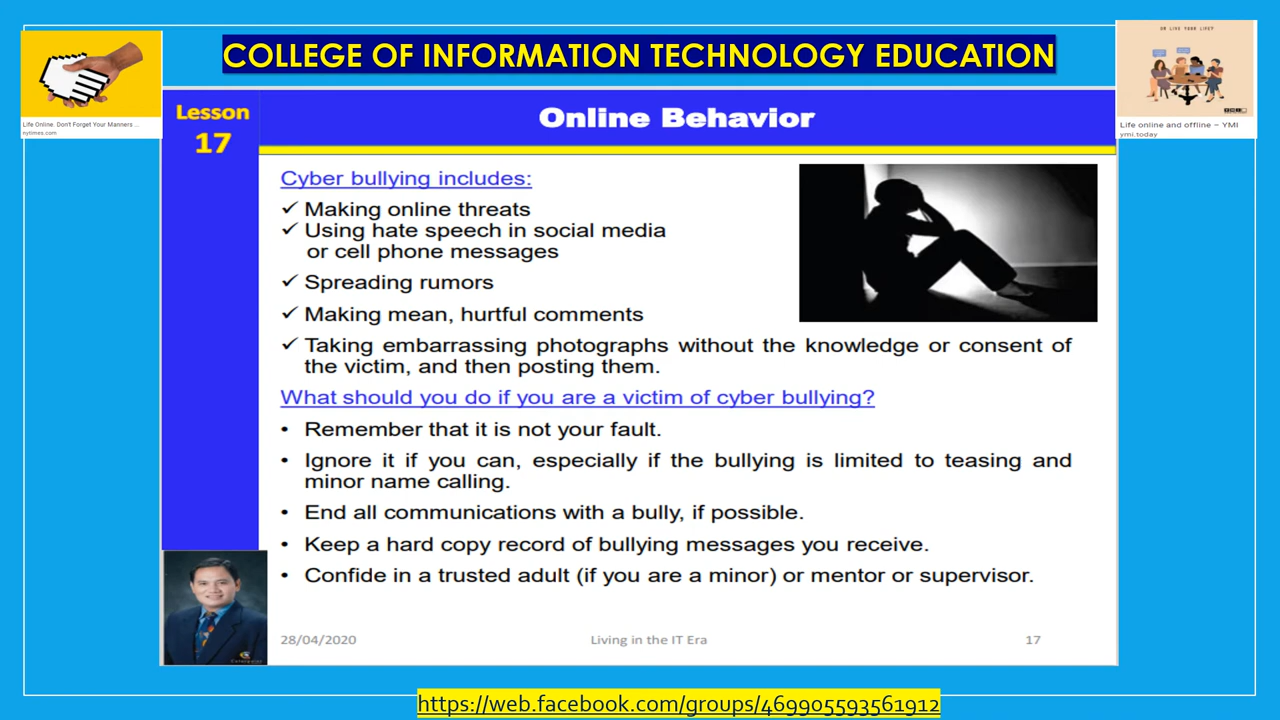 COLLEGE OF INFORMATION TECHNOLOGY EDUCATION
Life Online: Don't Forget Your Manners ...
nytimes.com
OR LIVE YOUR LIFE?
Life online and offline – YMI
ymi.today
Lesson
17
Online Behavior
Cyber bullying includes:
✓ Making online threats
✓ Using hate speech in social media
or cell phone messages
✓ Spreading rumors
✓ Making mean, hurtful comments
✓ Taking embarrassing photographs without the knowledge or consent of
the victim, and then posting them.
What should you do if you are a victim of cyber bullying?
• Remember that it is not your fault.
• Ignore it if you can, especially if the bullying is limited to teasing and
minor name calling.
• End all communications with a bully, if possible.
• Keep a hard copy record of bullying messages you receive.
• Confide in a trusted adult (if you are a minor) or mentor or supervisor.
28/04/2020
Living in the IT Era
17
https://web.facebook.com/groups/469905593561912